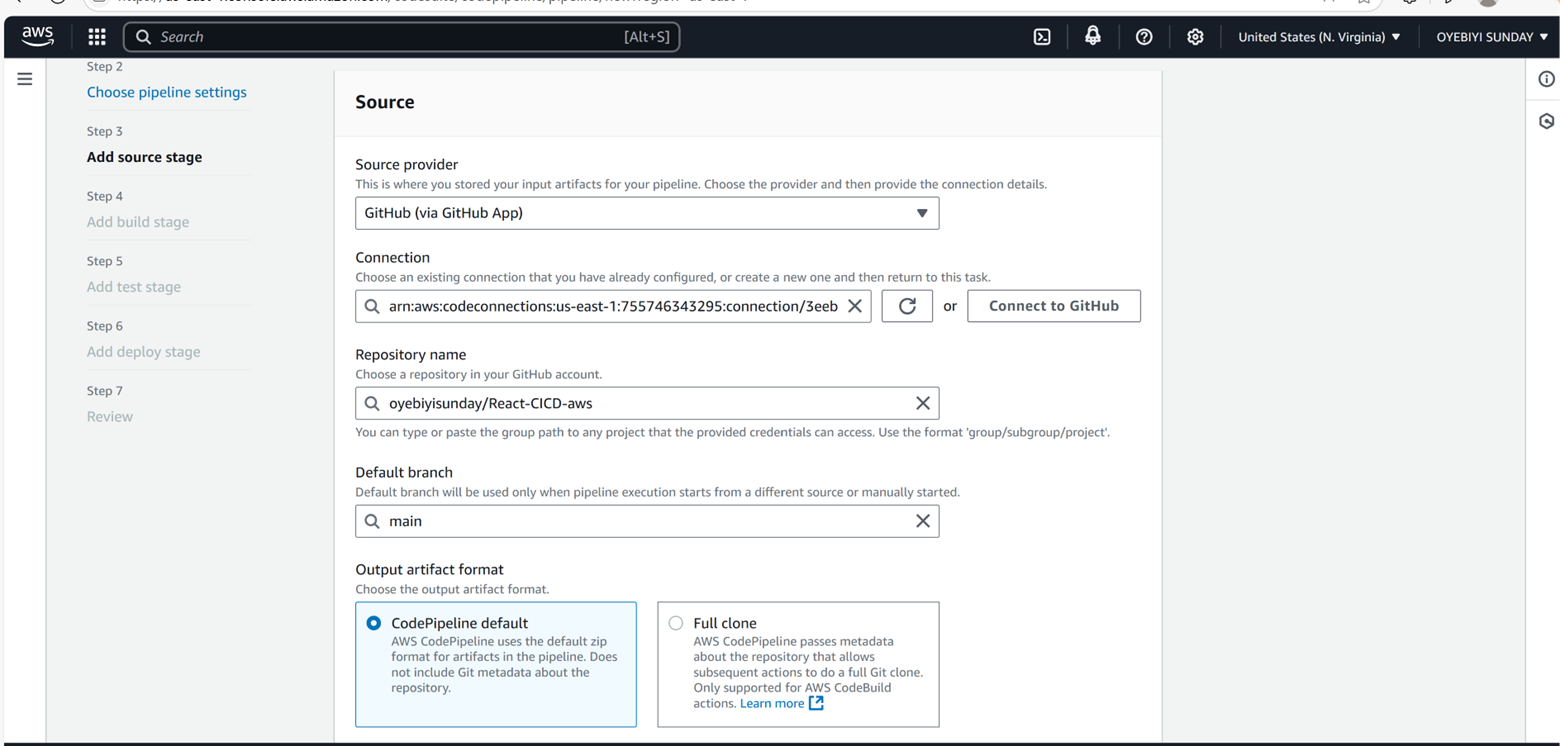 aws
Search
[Alt+S]
United States (N. Virginia)
OYEBIYI SUNDAY
Step 2
Choose pipeline settings
Step 3
Add source stage
Step 4
Add build stage
Step 5
Add test stage
Step 6
Add deploy stage
Step 7
Review
Source
Source provider
This is where you stored your input artifacts for your pipeline. Choose the provider and then provide the connection details.
GitHub (via GitHub App)
Connection
Choose an existing connection that you have already configured, or create a new one and then return to this task.
arn:aws:codeconnections:us-east-1:755746343295:connection/3eeb
or
Connect to GitHub
Repository name
Choose a repository in your GitHub account.
oyebiyisunday/React-CICD-aws
You can type or paste the group path to any project that the provided credentials can access. Use the format 'group/subgroup/project'.
Default branch
Default branch will be used only when pipeline execution starts from a different source or manually started.
main
Output artifact format
Choose the output artifact format.
CodePipeline default
AWS CodePipeline uses the default zip
format for artifacts in the pipeline. Does
not include Git metadata about the
repository.
Full clone
AWS CodePipeline passes metadata
about the repository that allows
subsequent actions to do a full Git clone.
Only supported for AWS CodeBuild
actions. Learn more